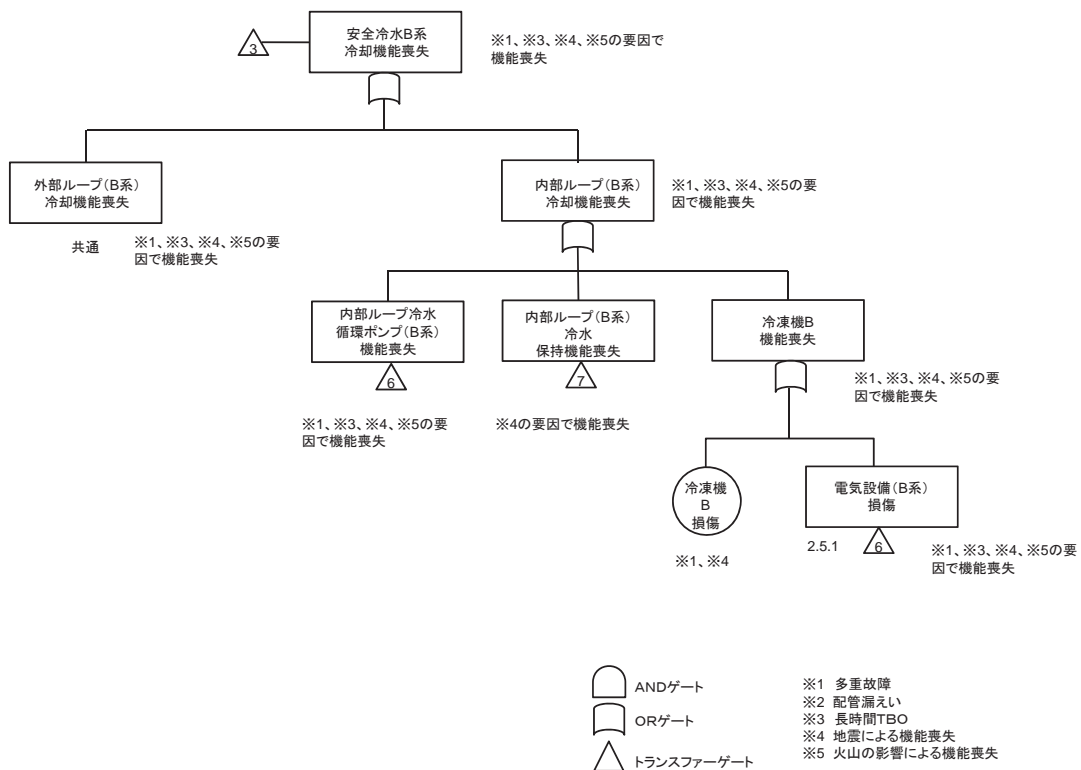 安全冷水B系
冷却機能喪失
3
※1、※3、※4、※5の要因で
機能喪失
外部ループ(B系)
冷却機能喪失
共通
※1、※3、※4、※5の要
因で機能喪失
内部ループ(B系)
冷却機能喪失
※1、※3、※4、※5の要
因で機能喪失
内部ループ冷水
循環ポンプ(B系)
機能喪失
6
※1、※3、※4、※5の要
因で機能喪失
内部ループ(B系)
冷水
保持機能喪失
7
※4の要因で機能喪失
冷凍機B
機能喪失
※1、※3、※4、※5の要
因で機能喪失
冷凍機
B
損傷
※1、※4
電気設備(B系)
損傷
2.5.1
6
※1、※3、※4、※5の要
因で機能喪失
ANDゲート
ORゲート
トランスファーゲート
※1 多重故障
※2 配管漏えい
※3 長時間TBO
※4 地震による機能喪失
※5 火山の影響による機能喪失